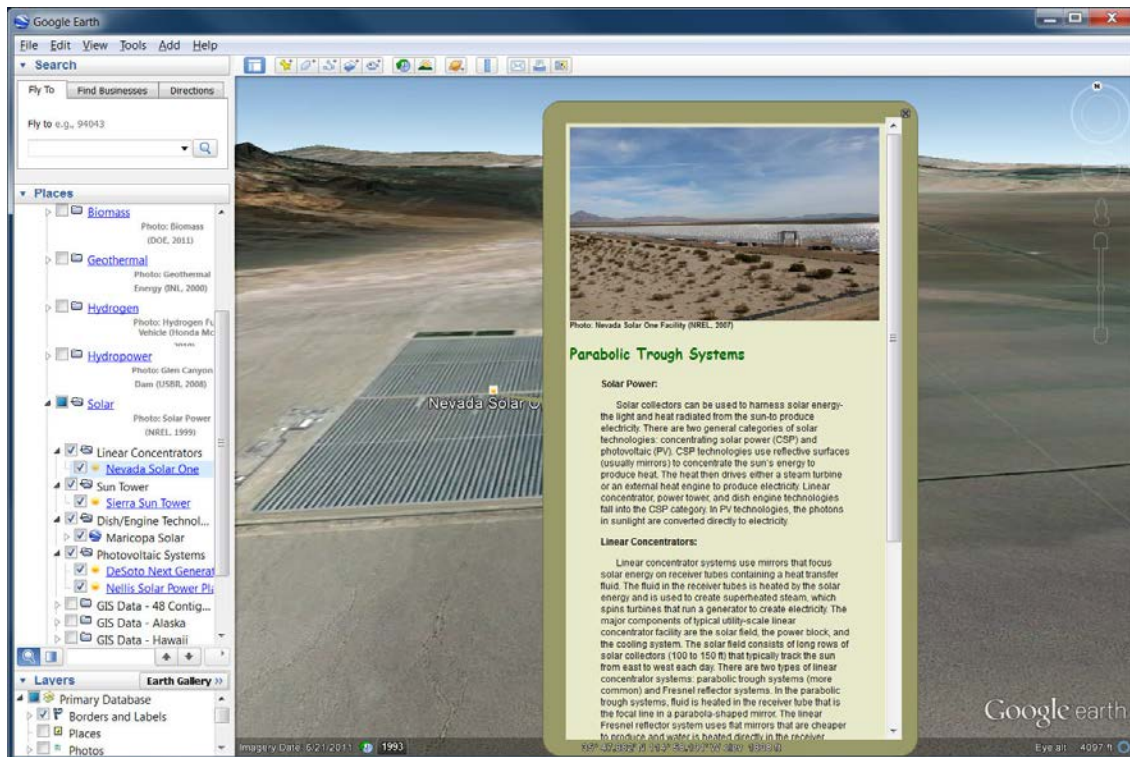 Google Earth
File Edit View Tools Add Help
Search
Fly To Find Businesses Directions
Fly to e.g., 94043
Places
Biomass
Photo: Biomass
(DOE, 2011)
Geothermal
Photo: Geothermal
Energy (INL, 2000)
Hydrogen
Photo: Hydrogen Fu
Vehicle (Honda Mc
Hydropower
Photo: Glen Canyon
Dam (USBR, 2008)
Solar
Photo: Solar Power
(NREL, 1999)
Linear Concentrators
Nevada Solar One
Sun Tower
Sierra Sun Tower
Dish/Engine Technol...
Maricopa Solar
Photovoltaic Systems
DeSoto Next Generat
Nellis Solar Power Pl
GIS Data - 48 Contig...
GIS Data - Alaska
GIS Data - Hawaii
Layers Earth Gallery >>
Primary Database
Borders and Labels
Places
Photos
N
Nevada Solar O
Photo: Nevada Solar One Facility (NREL, 2007)
Parabolic Trough Systems
Solar Power:
Solar collectors can be used to harness solar energy-
the light and heat radiated from the sun-to produce
electricity. There are two general categories of solar
technologies: concentrating solar power (CSP) and
photovoltaic (PV). CSP technologies use reflective surfaces
(usually mirrors) to concentrate the sun's energy to
produce heat. The heat then drives either a steam turbine
or an external heat engine to produce electricity. Linear
concentrator, power tower, and dish engine technologies
fall into the CSP category. In PV technologies, the photons
in sunlight are converted directly to electricity.
Linear Concentrators:
Linear concentrator systems use mirrors that focus
solar energy on receiver tubes containing a heat transfer
fluid. The fluid in the receiver tubes is heated by the solar
energy and is used to create superheated steam, which
spins turbines that run a generator to create electricity. The
major components of typical utility-scale linear
concentrator facility are the solar field, the power block, and
the cooling system. The solar field consists of long rows of
solar collectors (100 to 150 ft) that typically track the sun
from east to west each day. There are two types of linear
concentrator systems: parabolic trough systems (more
common) and Fresnel reflector systems. In the parabolic
trough systems, fluid is heated in the receiver tube that is
the focal line in a parabola-shaped mirror. The linear
Fresnel reflector system uses flat mirrors that are cheaper
to produce and water is heated directly in the receiver
Google earth
Imagery Date: 6/21/2011 1993
Eye alt 4097 ft